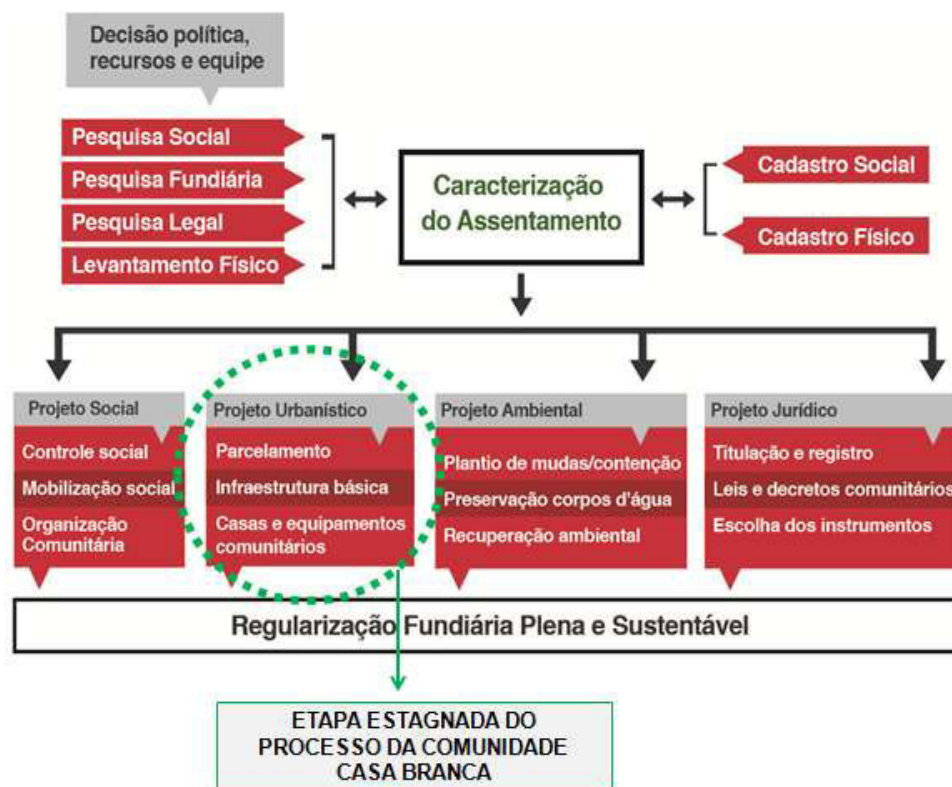 Decisão política,
recursos e equipe
Pesquisa Social
Pesquisa Fundiária
Pesquisa Legal
Levantamento Físico
Caracterização
do Assentamento
Cadastro Social
Cadastro Físico
Projeto Social
Controle social
Mobilização social
Organização
Comunitária
Projeto Urbanístico
Parcelamento
Infraestrutura básica
Casas e equipamentos
comunitários
Projeto Ambiental
Plantio de mudas/contenção
Preservação corpos d'água
Recuperação ambiental
Projeto Jurídico
Titulação e registro
Leis e decretos comunitários
Escolha dos instrumentos
Regularização Fundiária Plena e Sustentável
ETAPA ESTAGNADA DO
PROCESSO DA COMUNIDADE
CASA BRANCA